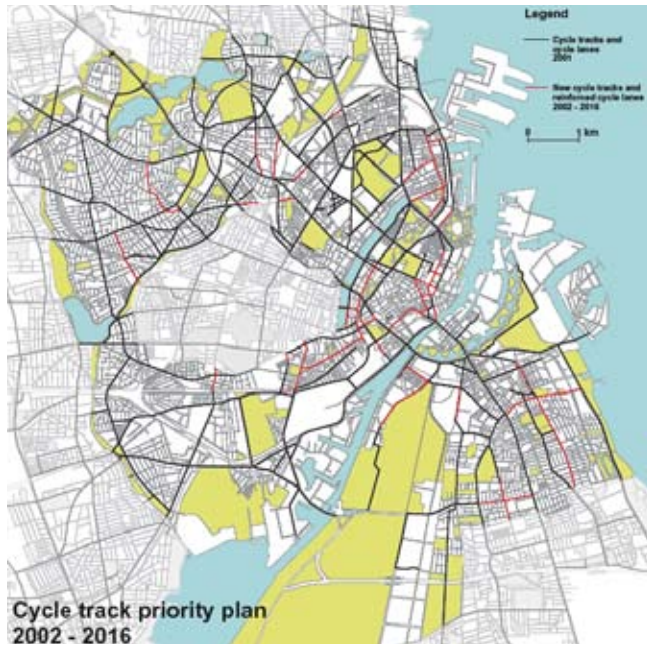 Legend
Cycle tracks and
cycle lanes
2001
New cycle tracks and
reinforced cycle lanes
2002 - 2016
0 1 km
Cycle track priority plan
2002 - 2016